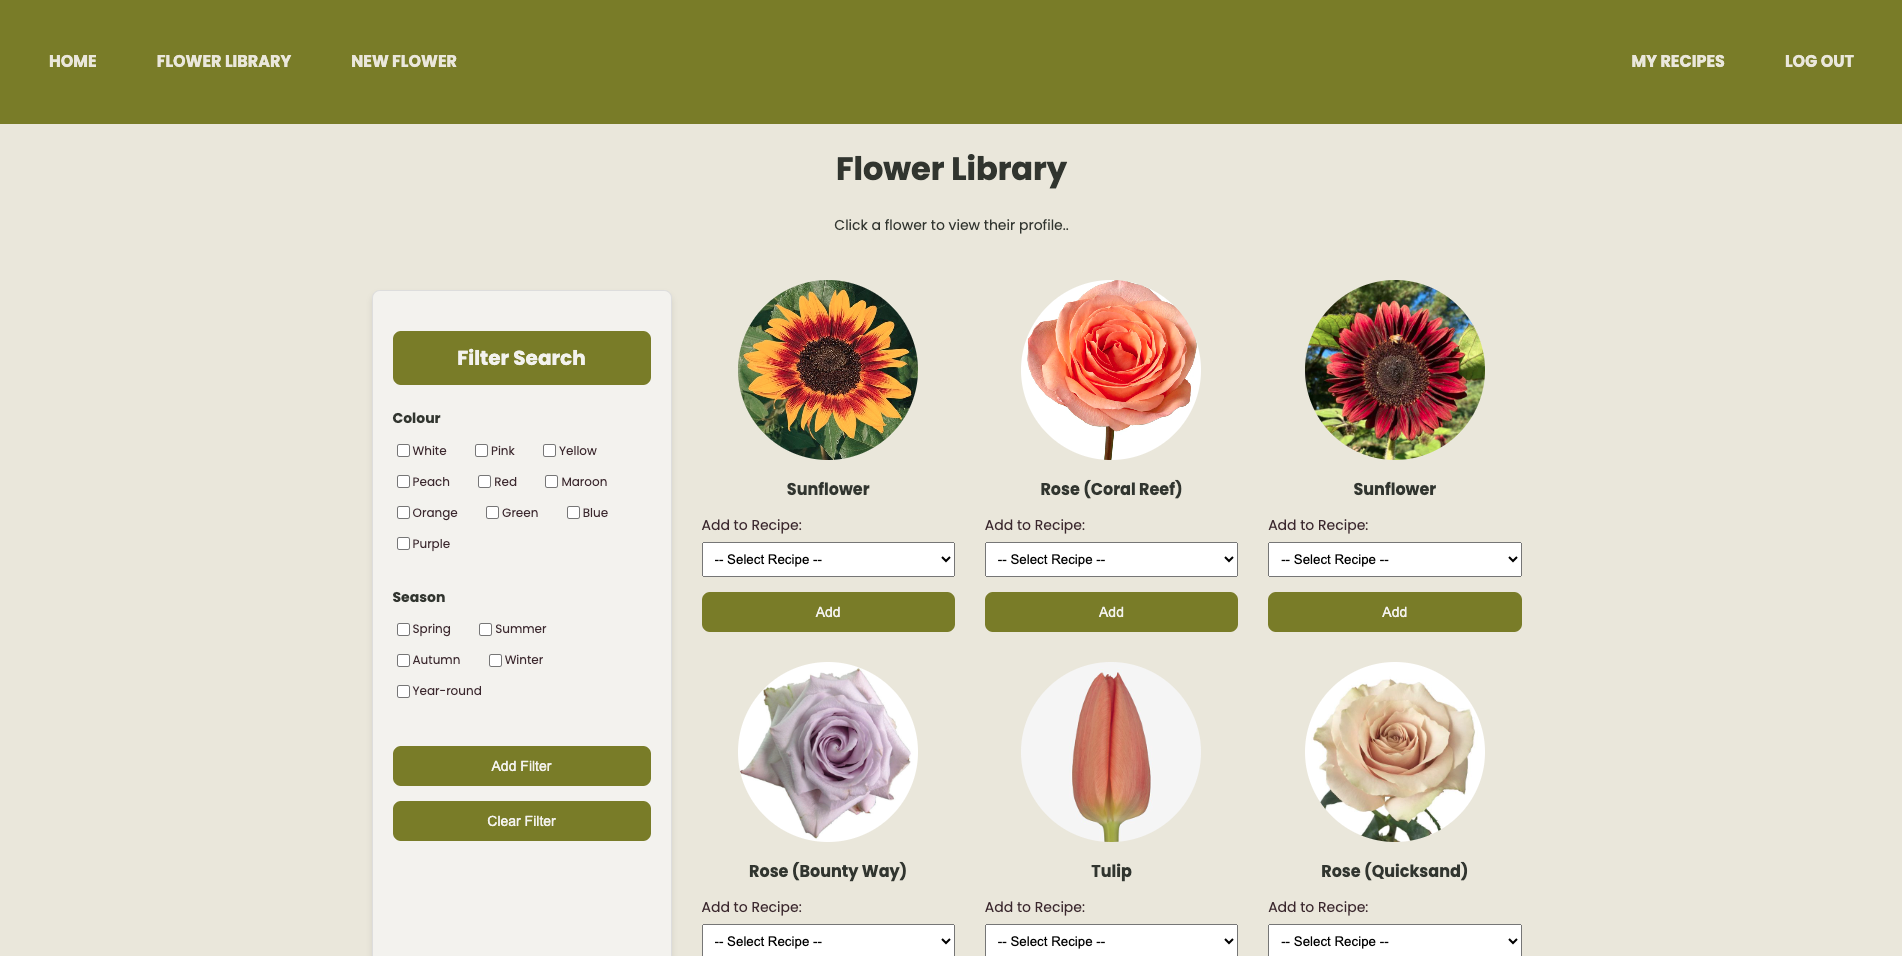 HOME FLOWER LIBRARY NEW FLOWER MY RECIPES LOG OUT
Flower Library
Click a flower to view their profile..
Filter Search
Colour
White Pink Yellow
Peach Red Maroon
Orange Green Blue
Purple
Season
Spring Summer
Autumn Winter
Year-round
Add Filter
Clear Filter
Sunflower Rose (Coral Reef) Sunflower
Add to Recipe: Add to Recipe: Add to Recipe:
-- Select Recipe -- -- Select Recipe -- -- Select Recipe --
Add Add Add
Rose (Bounty Way) Tulip Rose (Quicksand)
Add to Recipe: Add to Recipe: Add to Recipe:
-- Select Recipe -- -- Select Recipe -- -- Select Recipe --